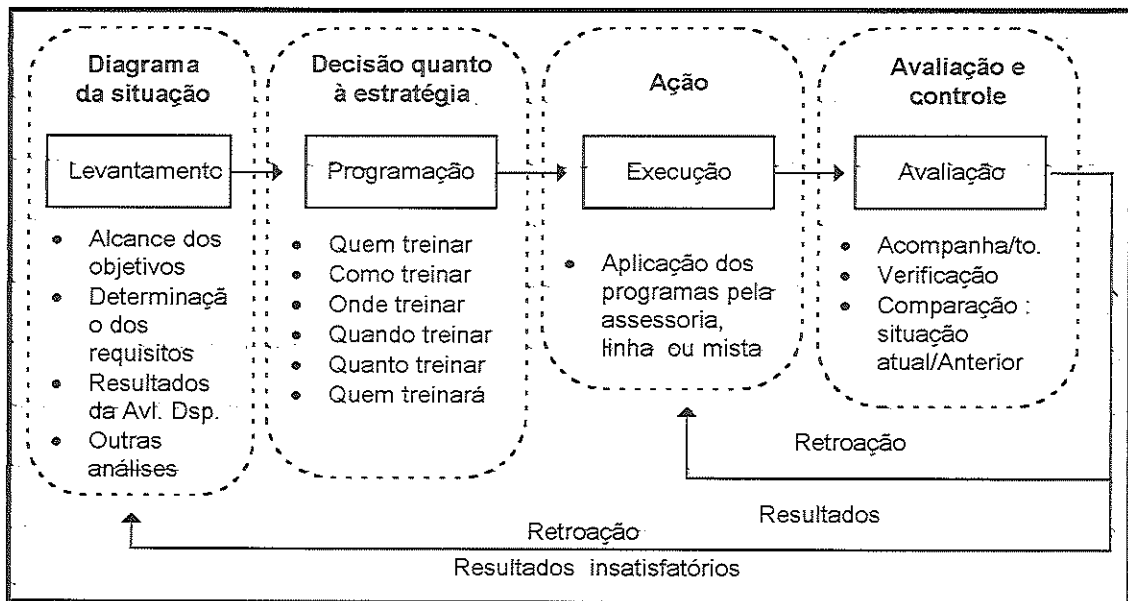 Diagrama
da situação
Levantamento
• Alcance dos
objetivos
• Determinaçã
o dos
requisitos
• Resultados
da Avl. Dsp.
• Outras
análises
Decisão quanto
à estratégia
Programação
• Quem treinar
• Como treinar
• Onde treinar
• Quando treinar
• Quanto treinar
• Quem treinará
Ação
Execução
• Aplicação dos
programas pela
assessoria,
linha ou mista
Avaliação e
controle
Avaliação
• Acompanha/to.
• Verificação
• Comparação :
situação
atual/Anterior
Retroação
Resultados
Retroação
Resultados insatisfatórios